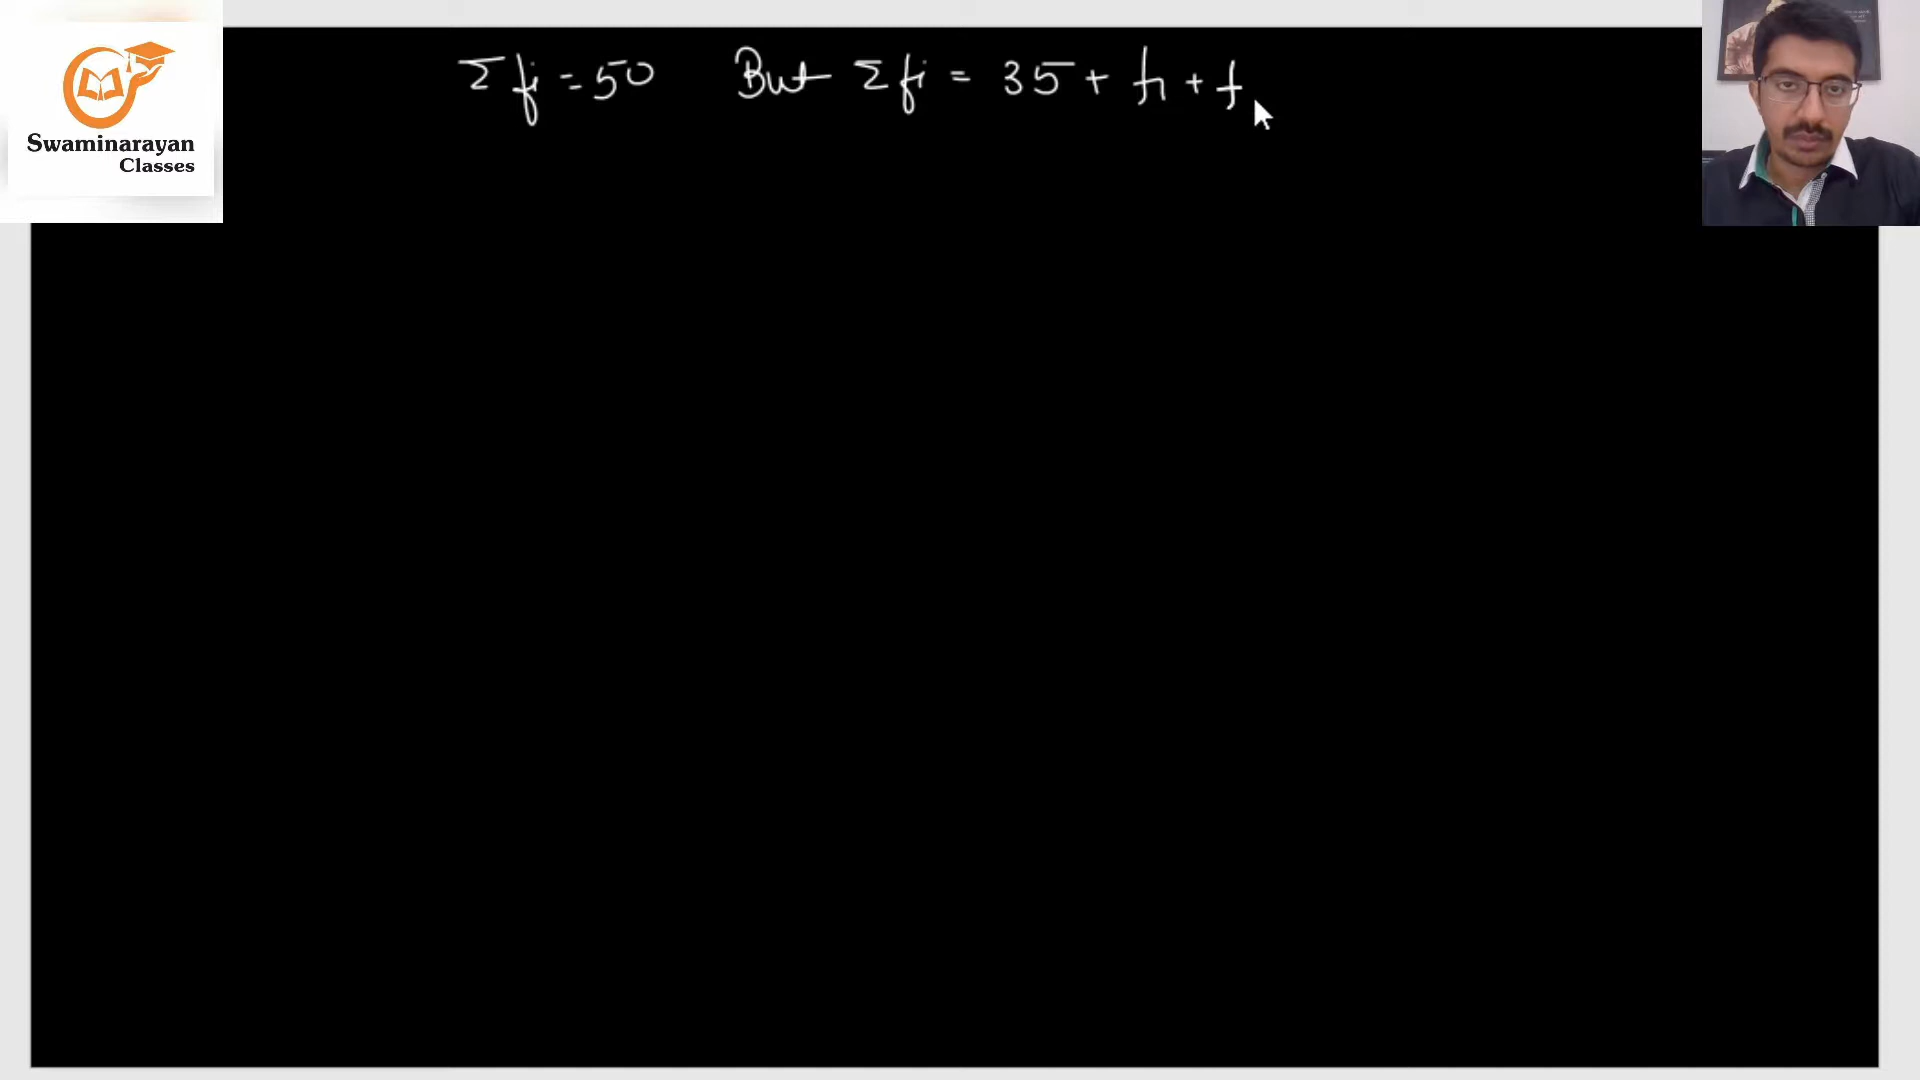 Swaminarayan
Classes
Σfi = 50 But Σfi = 35 + f1 + f